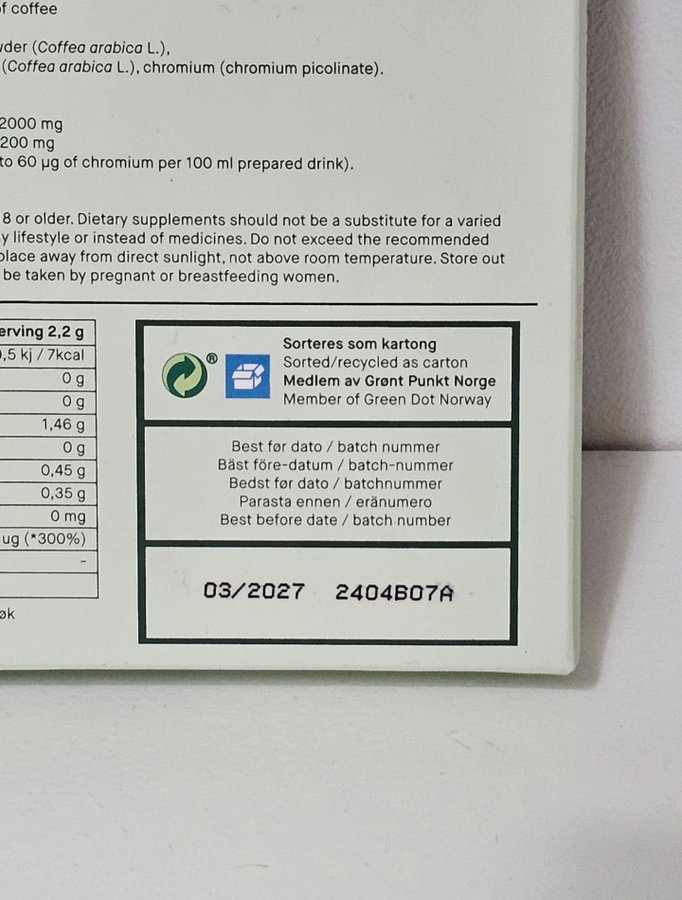 of coffee
(Coffea arabica L.),
(Coffea arabica L.), chromium (chromium picolinate).
2000 mg
200 mg
to 60 µg of chromium per 100 ml prepared drink).
8 or older. Dietary supplements should not be a substitute for a varied
lifestyle or instead of medicines. Do not exceed the recommended
place away from direct sunlight, not above room temperature. Store out
be taken by pregnant or breastfeeding women.
erving 2,2 g
,5 kj / 7kcal
0 g
0 g
1,46 g
0 g
0,45 g
0,35 g
0 mg
ug (*300%)
-
®
Sorteres som kartong
Sorted/recycled as carton
Medlem av Grønt Punkt Norge
Member of Green Dot Norway
Best før dato / batch nummer
Bäst före-datum / batch-nummer
Bedst før dato / batchnummer
Parasta ennen / eränumero
Best before date / batch number
03/2027 2404B07A